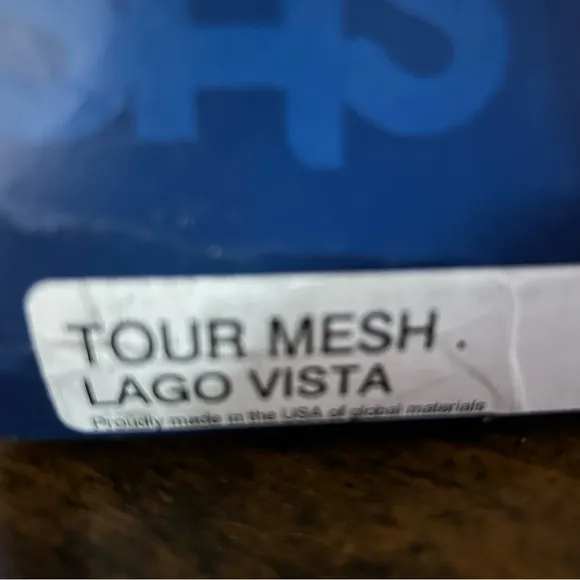 TOUR MESH .
LAGO VISTA
Proudly made in the USA of global materials